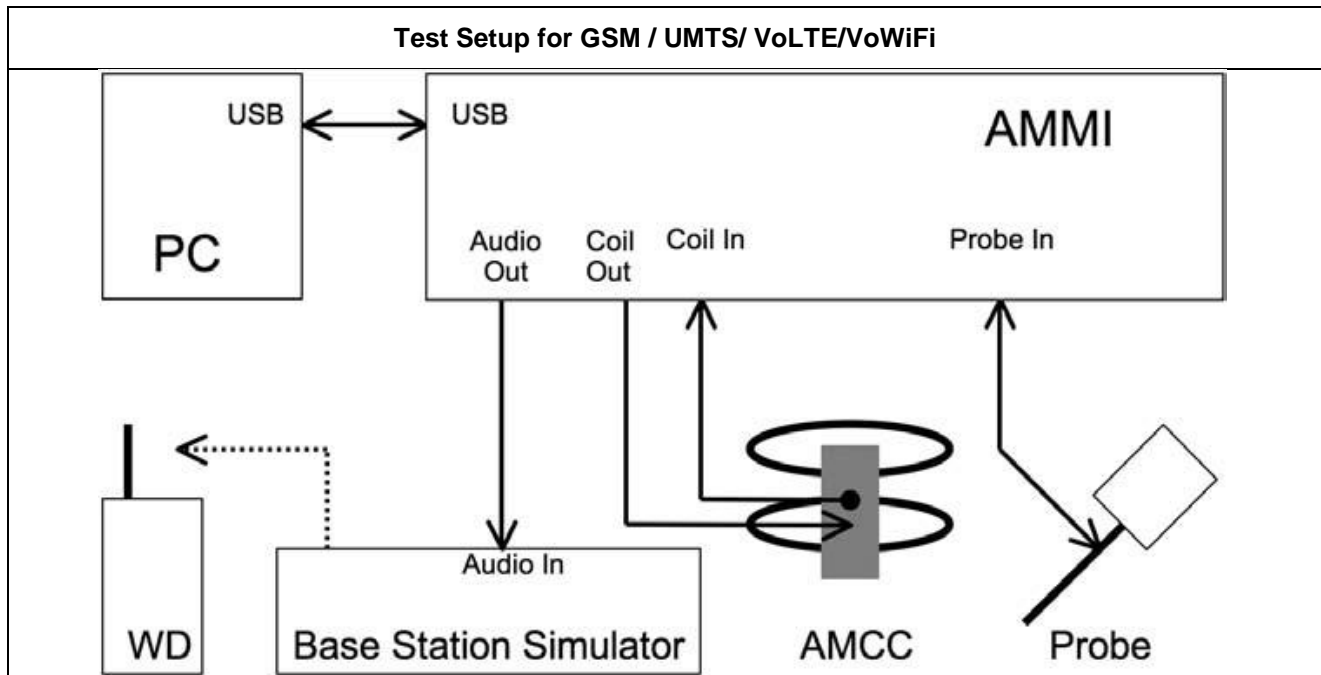 Test Setup for GSM / UMTS/ VoLTE/VoWiFi
USB
USB
AMMI
PC
Audio
Out
Coil
Out
Coil In
Probe In
Audio In
WD
Base Station Simulator
AMCC
Probe